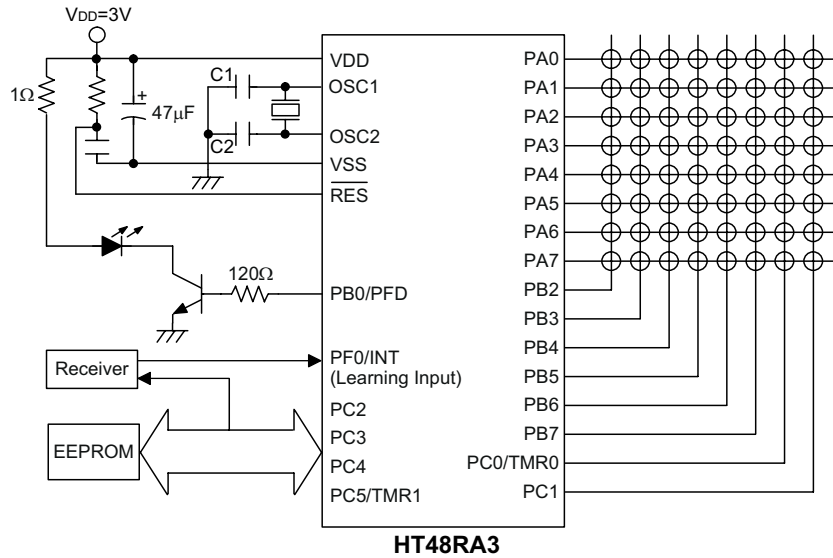 VDD=3V
1Ω
+
47μF
C1
C2
VDD
OSC1
OSC2
VSS
RES
120Ω
PB0/PFD
Receiver
PF0/INT
(Learning Input)
EEPROM
PC2
PC3
PC4
PC5/TMR1
PA0
PA1
PA2
PA3
PA4
PA5
PA6
PA7
PB2
PB3
PB4
PB5
PB6
PB7
PC0/TMR0
PC1
HT48RA3